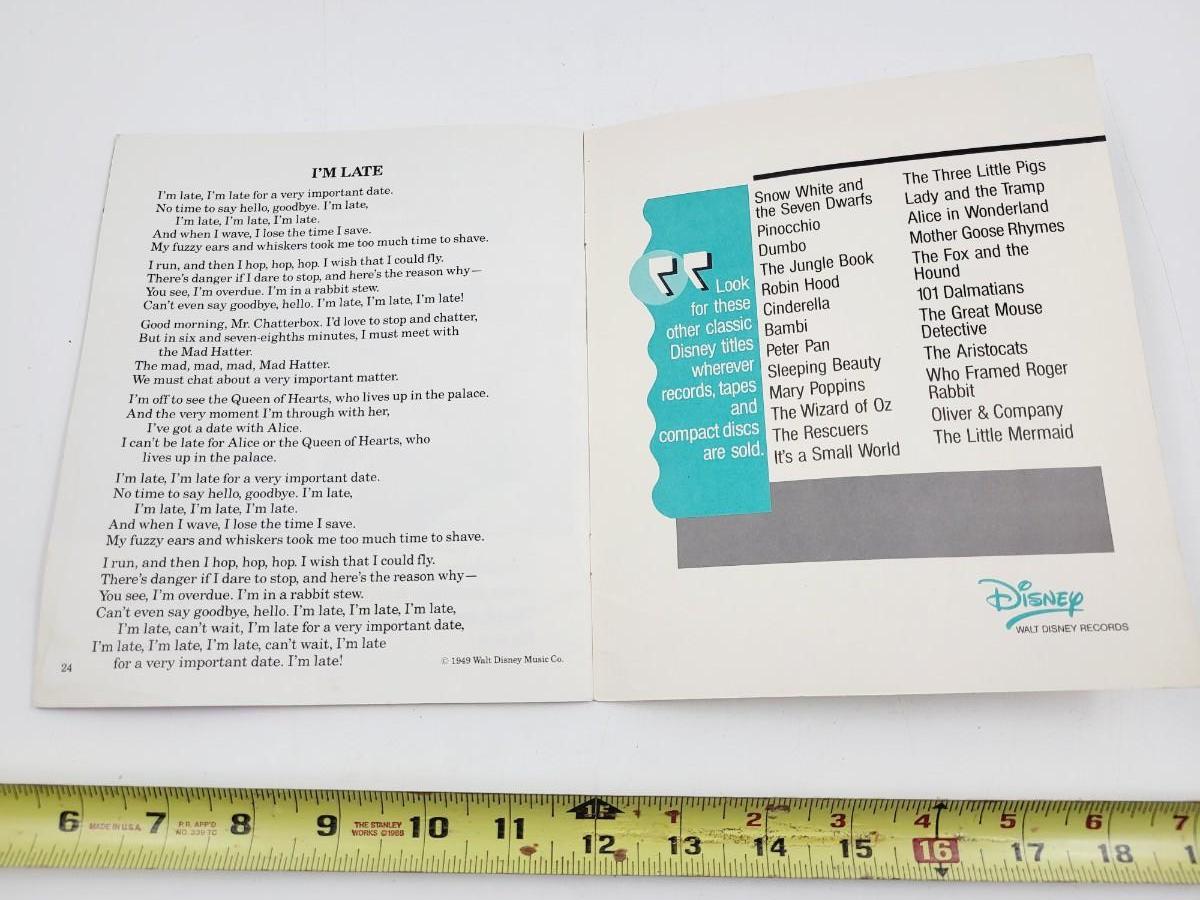 I'M LATE
I'm late, I'm late for a very important date.
No time to say hello, goodbye. I'm late,
I'm late, I'm late, I'm late.
And when I wave, I lose the time I save.
My fuzzy ears and whiskers took me too much time to shave.
I run, and then I hop, hop, hop. I wish that I could fly.
There's danger if I dare to stop, and here's the reason why—
You see, I'm overdue. I'm in a rabbit stew.
Can't even say goodbye, hello. I'm late, I'm late, I'm late!
Good morning, Mr. Chatterbox. I'd love to stop and chatter,
But in six and seven-eighths minutes, I must meet with
the Mad Hatter.
The mad, mad, mad, Mad Hatter.
We must chat about a very important matter.
I'm off to see the Queen of Hearts, who lives up in the palace.
And the very moment I'm through with her,
I've got a date with Alice.
I can't be late for Alice or the Queen of Hearts, who
lives up in the palace.
I'm late, I'm late for a very important date.
No time to say hello, goodbye. I'm late,
I'm late, I'm late, I'm late.
And when I wave, I lose the time I save.
My fuzzy ears and whiskers took me too much time to shave.
I run, and then I hop, hop, hop. I wish that I could fly.
There's danger if I dare to stop, and here's the reason why—
You see, I'm overdue. I'm in a rabbit stew.
Can't even say goodbye, hello. I'm late, I'm late, I'm late,
I'm late, can't wait, I'm late for a very important date,
I'm late, I'm late, I'm late, can't wait, I'm late
for a very important date. I'm late!
24
© 1949 Walt Disney Music Co.
Look
for these
other classic
Disney titles
wherever
records, tapes
and
compact discs
are sold.
Snow White and
the Seven Dwarfs
Pinocchio
Dumbo
The Jungle Book
Robin Hood
Cinderella
Bambi
Peter Pan
Sleeping Beauty
Mary Poppins
The Wizard of Oz
The Rescuers
It's a Small World
The Three Little Pigs
Lady and the Tramp
Alice in Wonderland
Mother Goose Rhymes
The Fox and the
Hound
101 Dalmatians
The Great Mouse
Detective
The Aristocats
Who Framed Roger
Rabbit
Oliver & Company
The Little Mermaid
Disney
WALT DISNEY RECORDS
1F 1 2 3 4 5 6 7
6 MADE IN U.S.A. 7 R.R. APP'D 8 9 THE STANLEY 10 11
NO. 339 TC WORKS ©1986
12 13 14 15 16 17 18 1